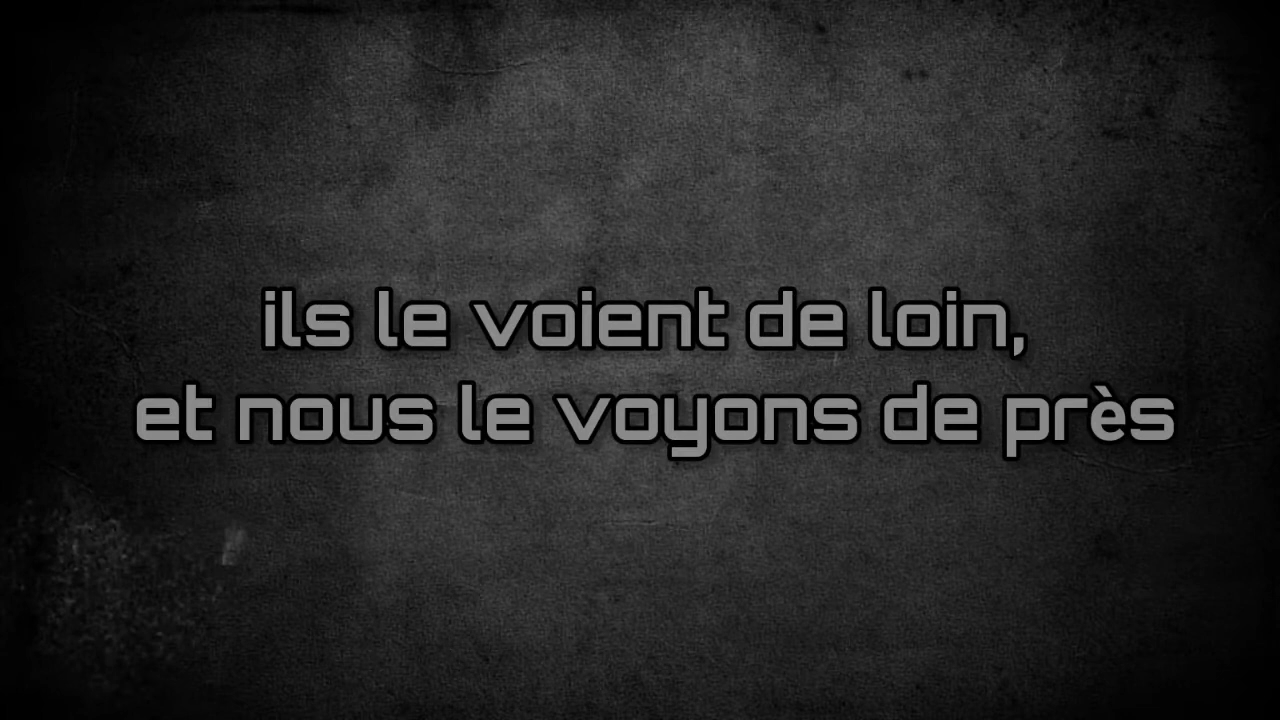 ils le voient de loin,
et nous le voyons de près